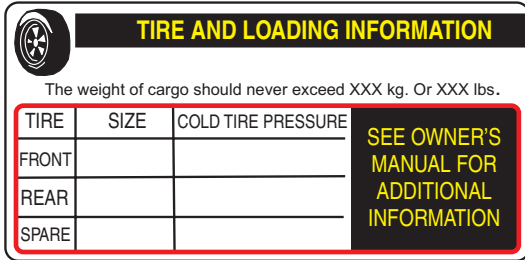 TIRE AND LOADING INFORMATION
The weight of cargo should never exceed XXX kg. Or XXX lbs.
TIRE SIZE COLD TIRE PRESSURE
FRONT
REAR
SPARE
SEE OWNER'S
MANUAL FOR
ADDITIONAL
INFORMATION